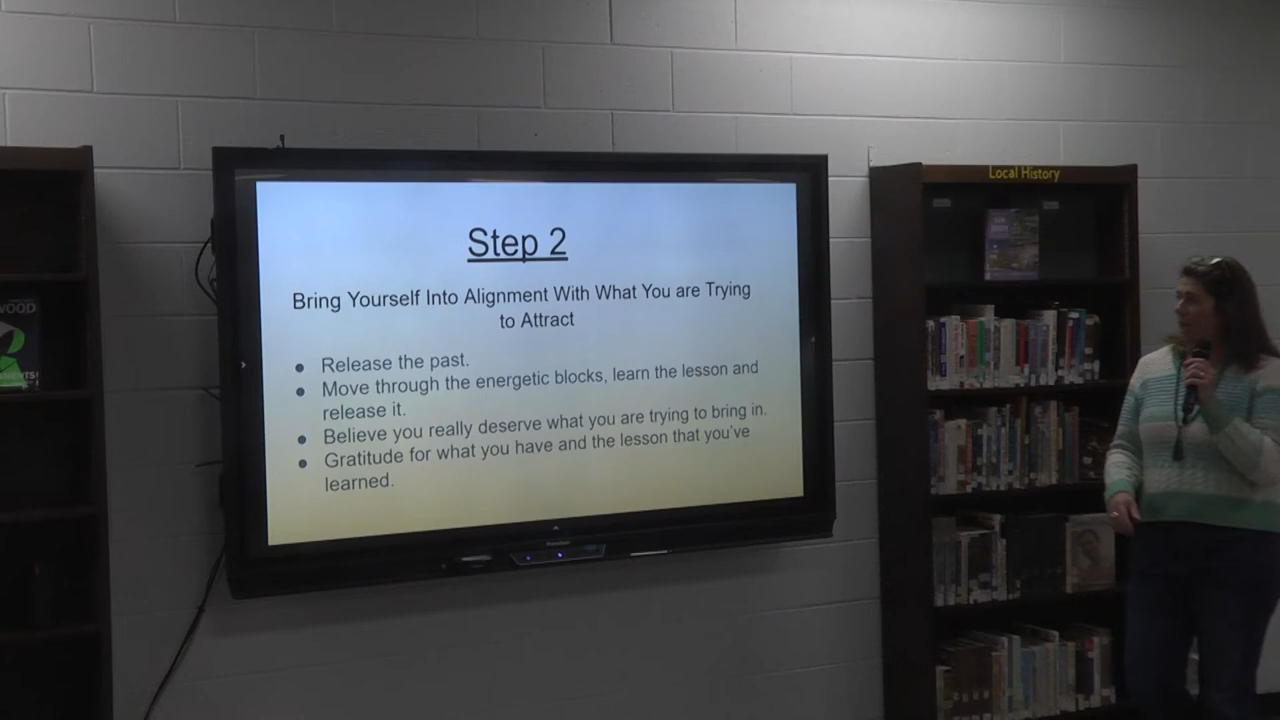 Local History
Step 2
Bring Yourself Into Alignment With What You are Trying
to Attract
● Release the past.
● Move through the energetic blocks, learn the lesson and
release it.
● Believe you really deserve what you are trying to bring in.
● Gratitude for what you have and the lesson that you've
learned.
WOOD